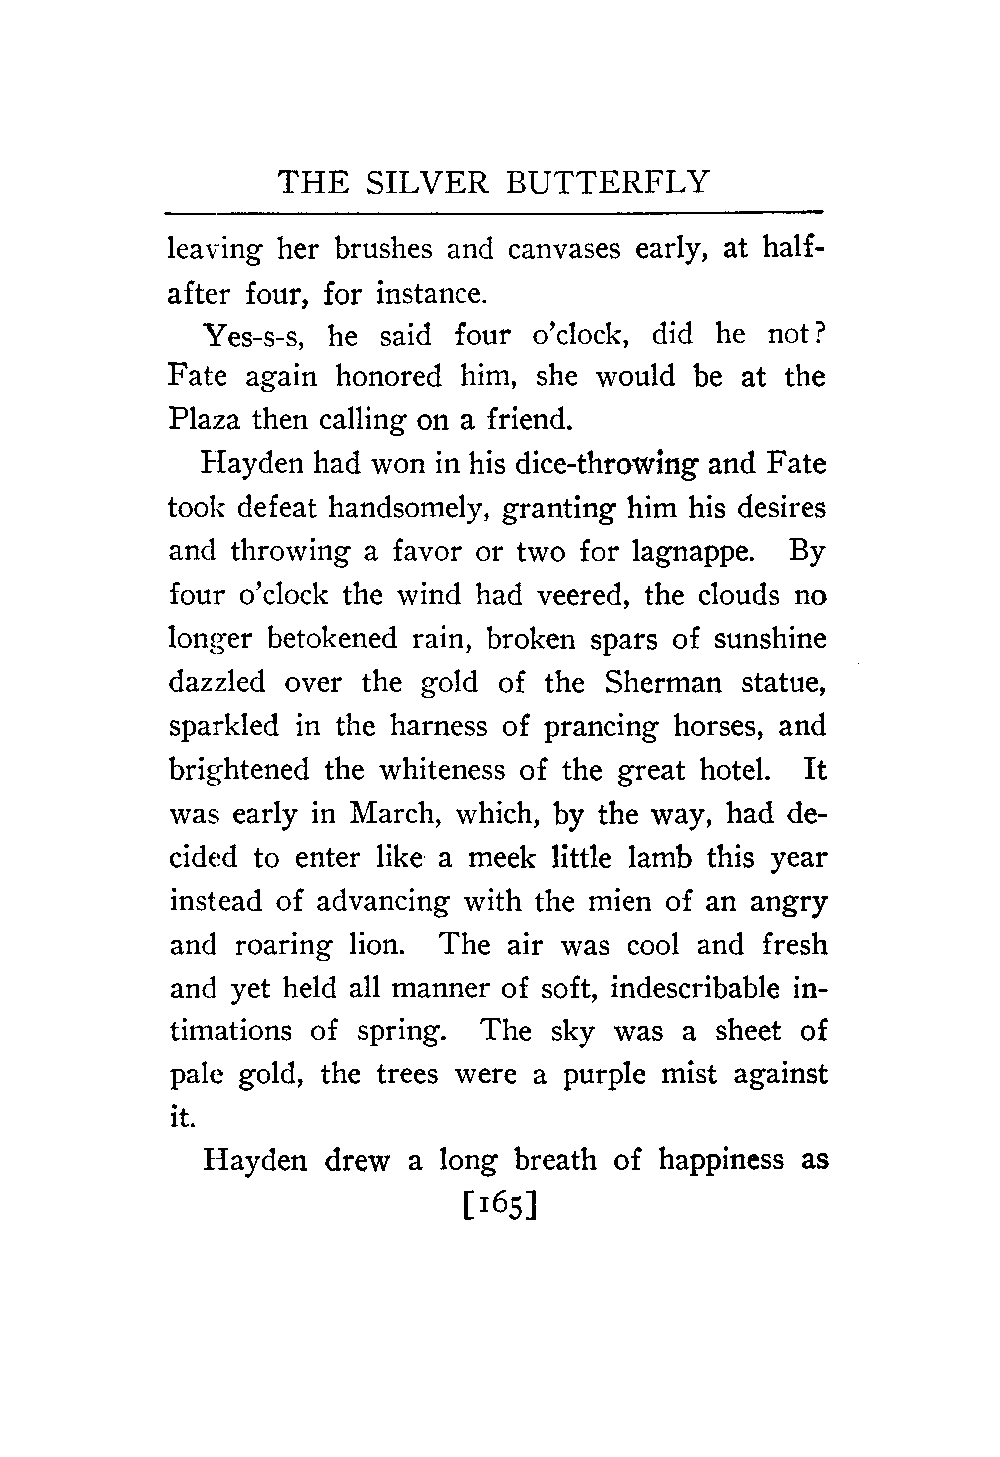 THE SILVER BUTTERFLY
leaving her brushes and canvases early, at half-
after four, for instance.
Yes-s-s, he said four o'clock, did he not?
Fate again honored him, she would be at the
Plaza then calling on a friend.
Hayden had won in his dice-throwing and Fate
took defeat handsomely, granting him his desires
and throwing a favor or two for lagnappe. By
four o'clock the wind had veered, the clouds no
longer betokened rain, broken spars of sunshine
dazzled over the gold of the Sherman statue,
sparkled in the harness of prancing horses, and
brightened the whiteness of the great hotel. It
was early in March, which, by the way, had de-
cided to enter like a meek little lamb this year
instead of advancing with the mien of an angry
and roaring lion. The air was cool and fresh
and yet held all manner of soft, indescribable in-
timations of spring. The sky was a sheet of
pale gold, the trees were a purple mist against
it.
Hayden drew a long breath of happiness as
[165]